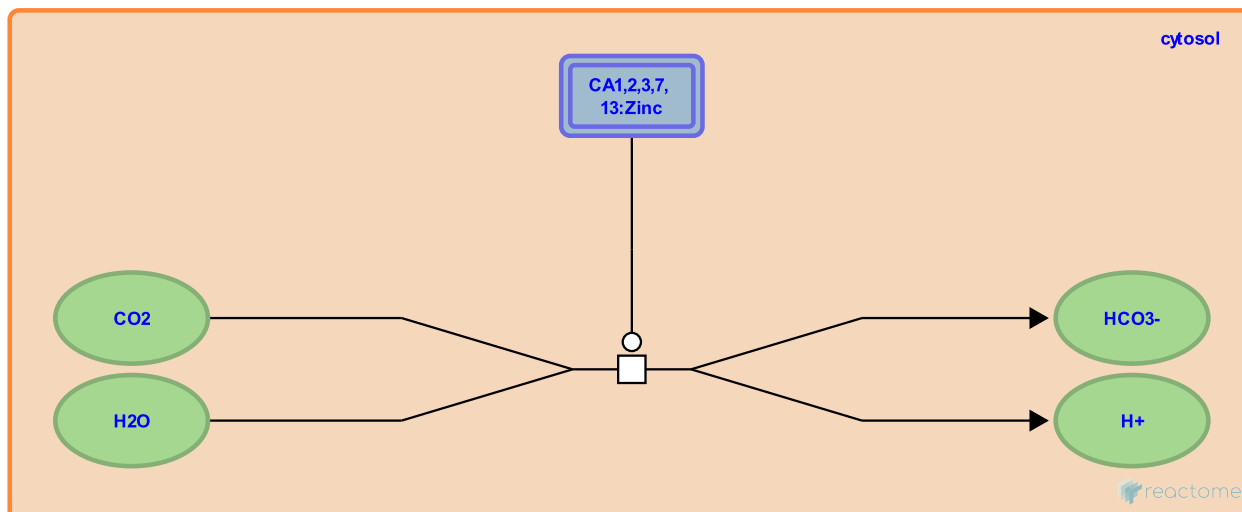 cytosol
CA1,2,3,7,
13:Zinc
CO2
HCO3-
H2O
H+
reactome